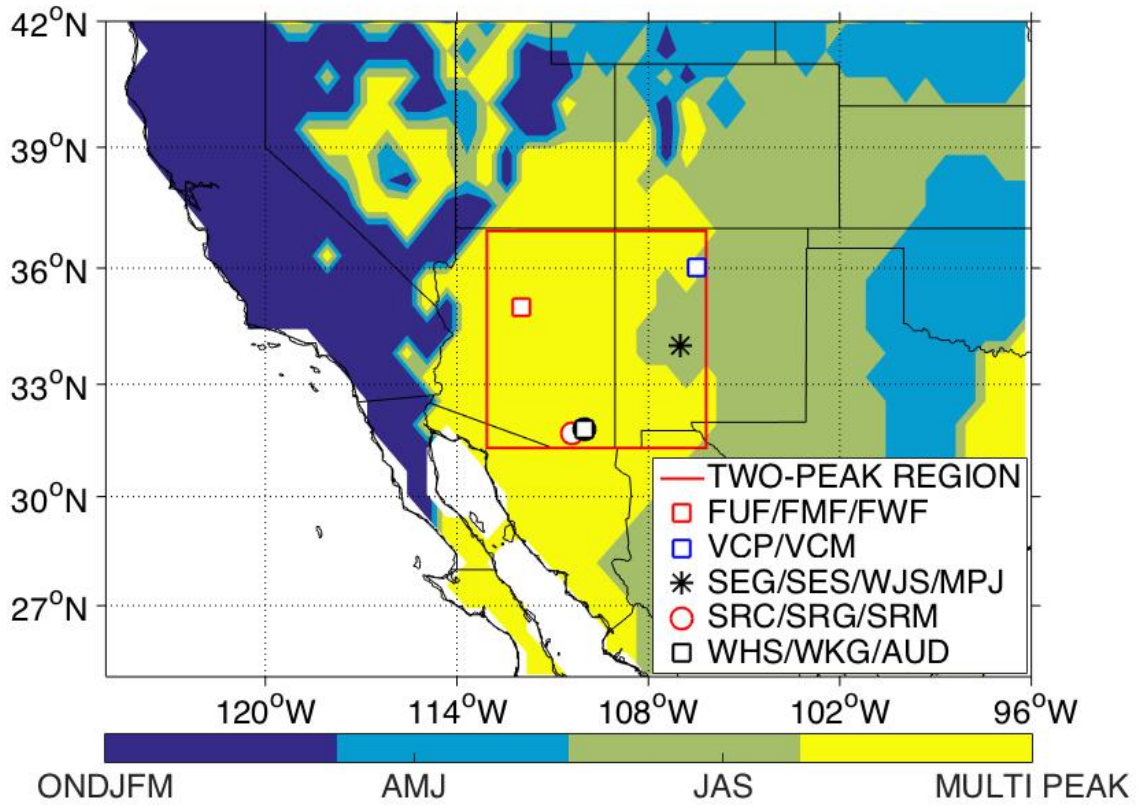 42°N
39°N
36°N
33°N
30°N
27°N
TWO-PEAK REGION
FUF/FMF/FWF
VCP/VCM
SEG/SES/WJS/MPJ
SRC/SRG/SRM
WHS/WKG/AUD
120°W 114°W 108°W 102°W 96°W
ONDJFM AMJ JAS MULTI PEAK